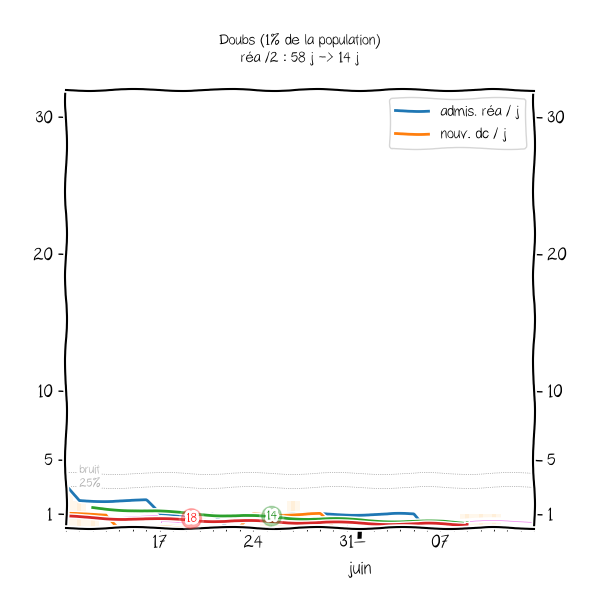 Doubs (1% de la population)
réa /2 : 58 j -> 14 j
admis. réa / j
nouv. dc / j
30
30
20
20
10
10
5
5
bruit
25%
1
1
18
14
17
24
31
07
juin